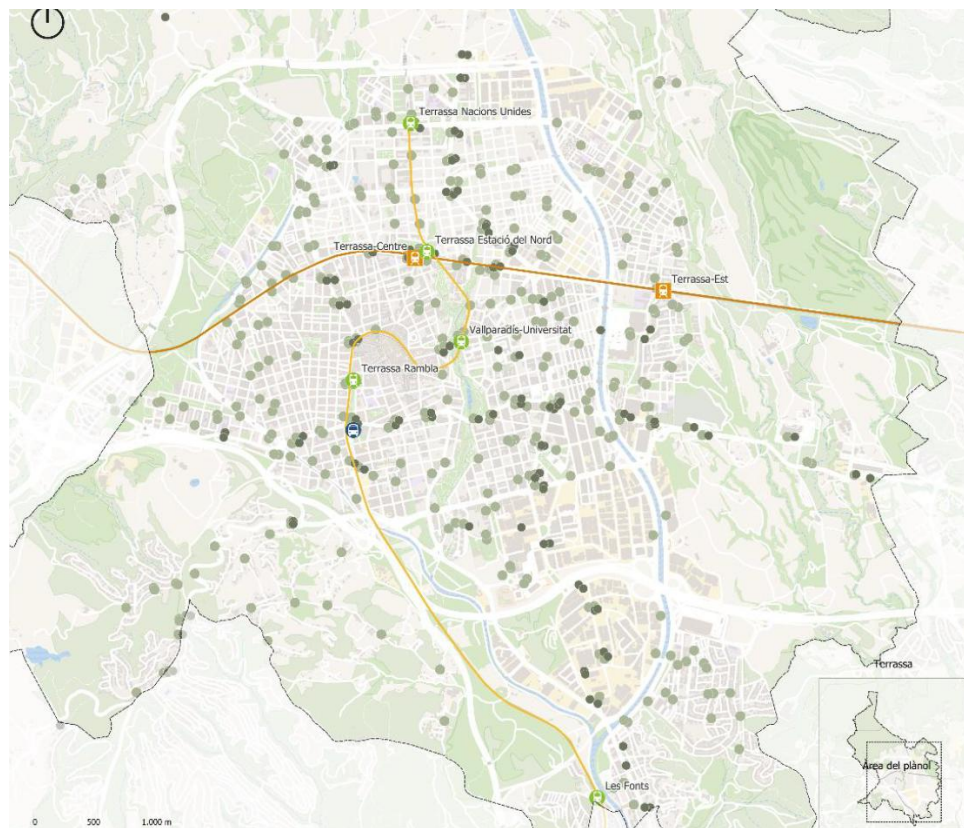 Terrassa Nacions Unides
Terrassa-Centre
Terrassa Estació del Nord
Terrassa-Est
Vallparadís-Universitat
Terrassa Rambla
Terrassa
Àrea del plànol
Les Fonts
0 500 1.000 m